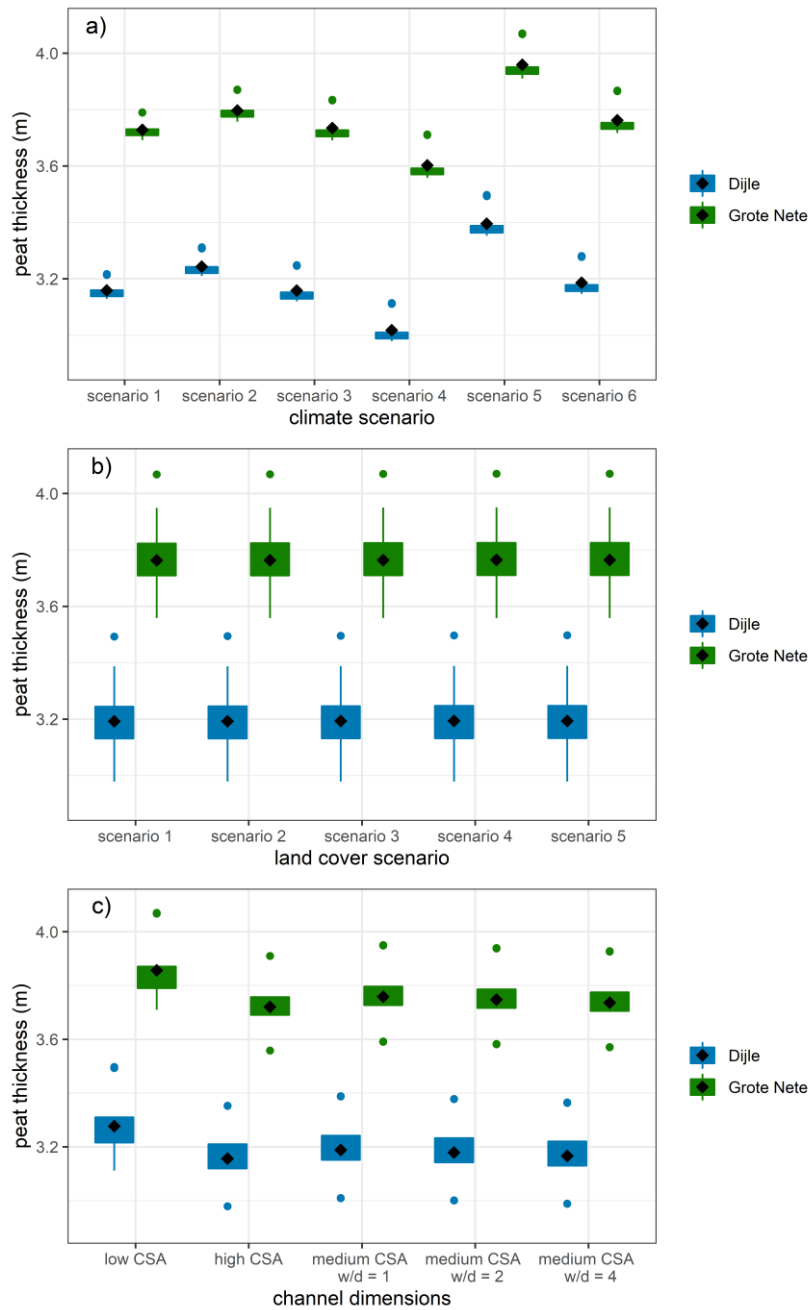 a)
peat thickness (m)
4.0
3.6
3.2
scenario 1 scenario 2 scenario 3 scenario 4 scenario 5 scenario 6
climate scenario
Dijle
Grote Nete
b)
peat thickness (m)
4.0
3.6
3.2
scenario 1 scenario 2 scenario 3 scenario 4 scenario 5
land cover scenario
Dijle
Grote Nete
c)
peat thickness (m)
4.0
3.6
3.2
low CSA high CSA medium CSA medium CSA medium CSA
w/d = 1 w/d = 2 w/d = 4
channel dimensions
Dijle
Grote Nete